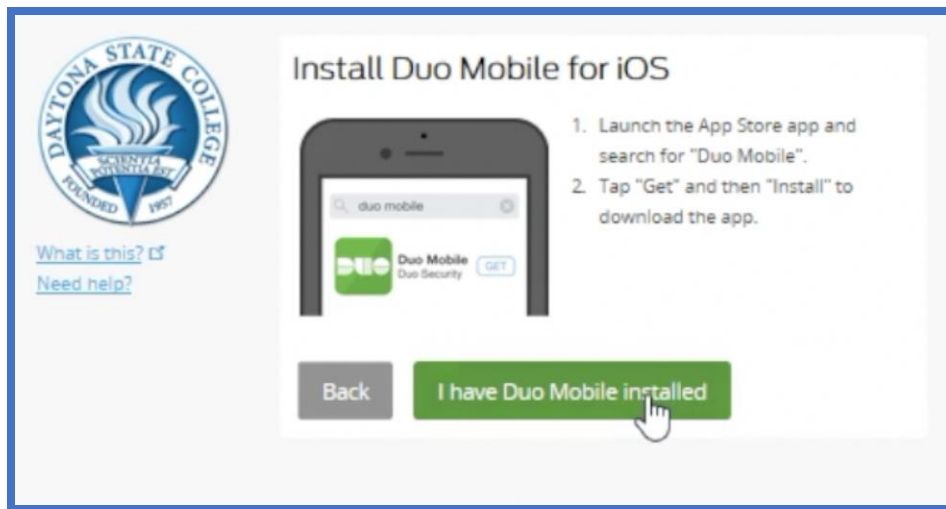 DAYTONA STATE COLLEGE
SCIENTIA
POTENTIA EST
FOUNDED 1957
What is this?
Need help?
Install Duo Mobile for iOS
duo mobile
DUO
Duo Mobile
Duo Security
GET
1. Launch the App Store app and
search for "Duo Mobile".
2. Tap "Get" and then "Install" to
download the app.
Back
I have Duo Mobile installed